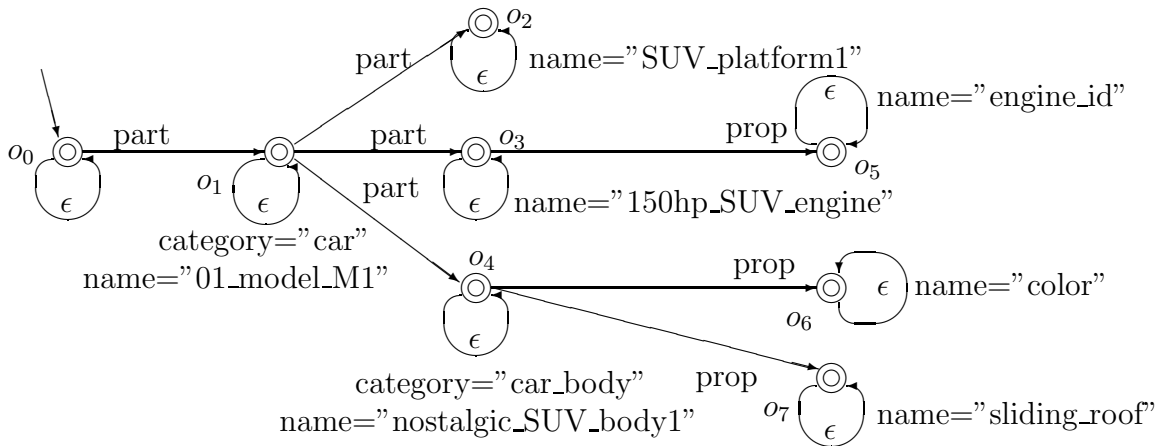 o2
part
name="SUV_platform1"
ϵ
ϵ
name="engine_id"
o0
part
part
o3
prop
o5
ϵ
o1
ϵ
part
ϵ
name="150hp_SUV_engine"
category="car"
name="01_model_M1"
o4
prop
ϵ
name="color"
o6
ϵ
category="car_body"
name="nostalgic_SUV_body1"
prop
o7
ϵ
name="sliding_roof"